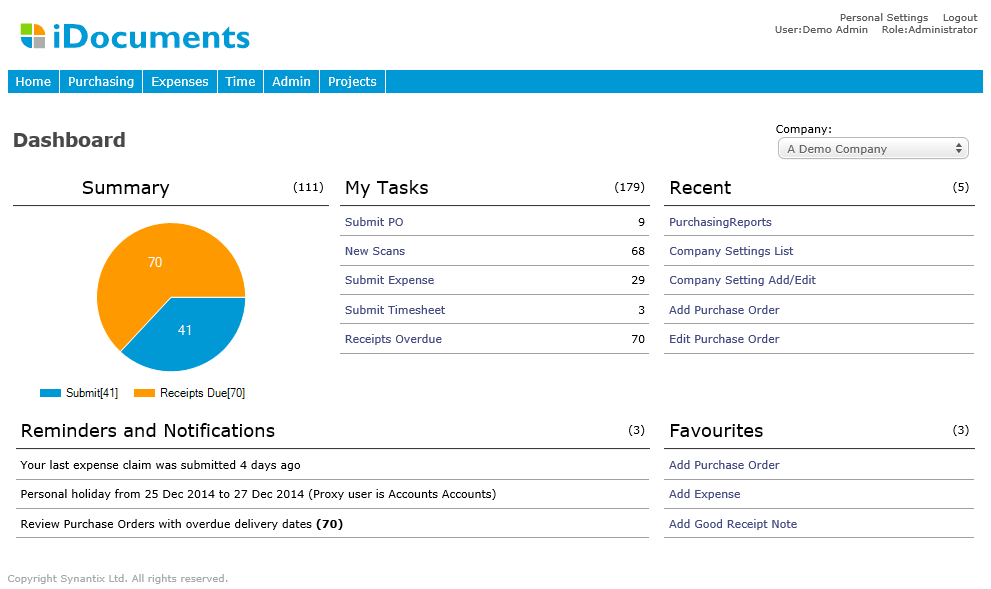 Personal Settings Logout
iDocuments
User:Demo Admin Role:Administrator
Home Purchasing Expenses Time Admin Projects
Dashboard
Company:
A Demo Company
Summary (111)
70
41
Submit[41] Receipts Due[70]
My Tasks (179)
Submit PO 9
New Scans 68
Submit Expense 29
Submit Timesheet 3
Receipts Overdue 70
Recent (5)
PurchasingReports
Company Settings List
Company Setting Add/Edit
Add Purchase Order
Edit Purchase Order
Reminders and Notifications (3)
Your last expense claim was submitted 4 days ago
Personal holiday from 25 Dec 2014 to 27 Dec 2014 (Proxy user is Accounts Accounts)
Review Purchase Orders with overdue delivery dates (70)
Favourites (3)
Add Purchase Order
Add Expense
Add Good Receipt Note
Copyright Synantix Ltd. All rights reserved.